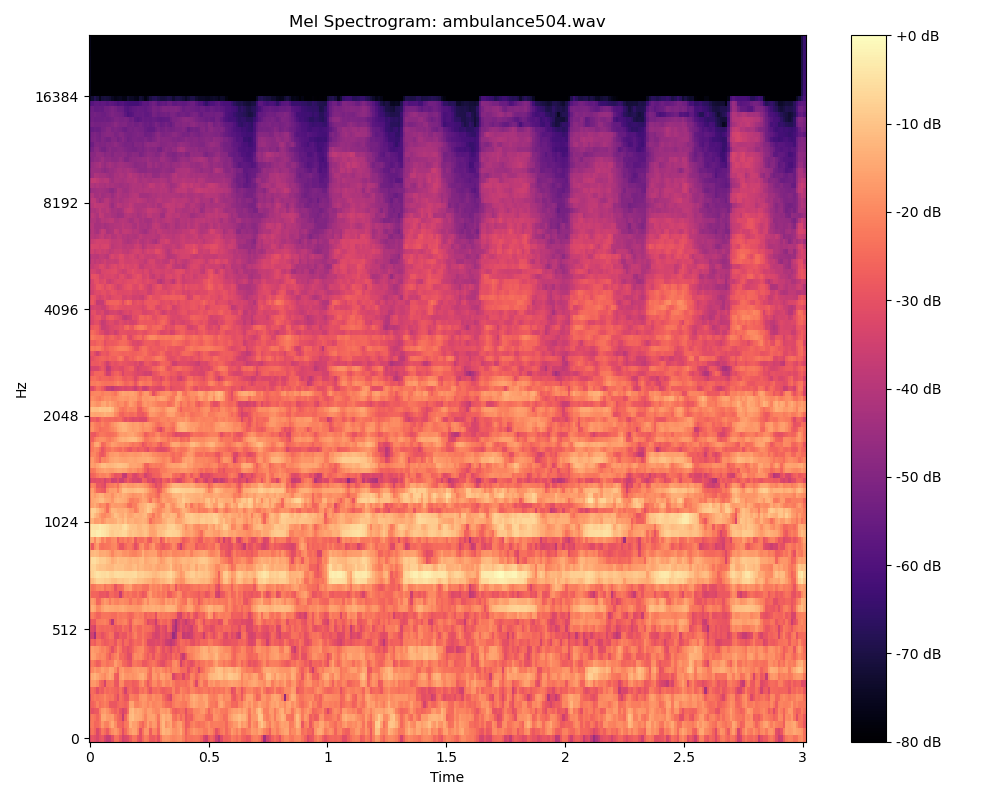 Mel Spectrogram: ambulance504.wav
+0 dB
16384
-10 dB
8192
-20 dB
4096
-30 dB
Hz
-40 dB
2048
-50 dB
1024
-60 dB
512
-70 dB
0
-80 dB
0 0.5 1 1.5 2 2.5 3
Time